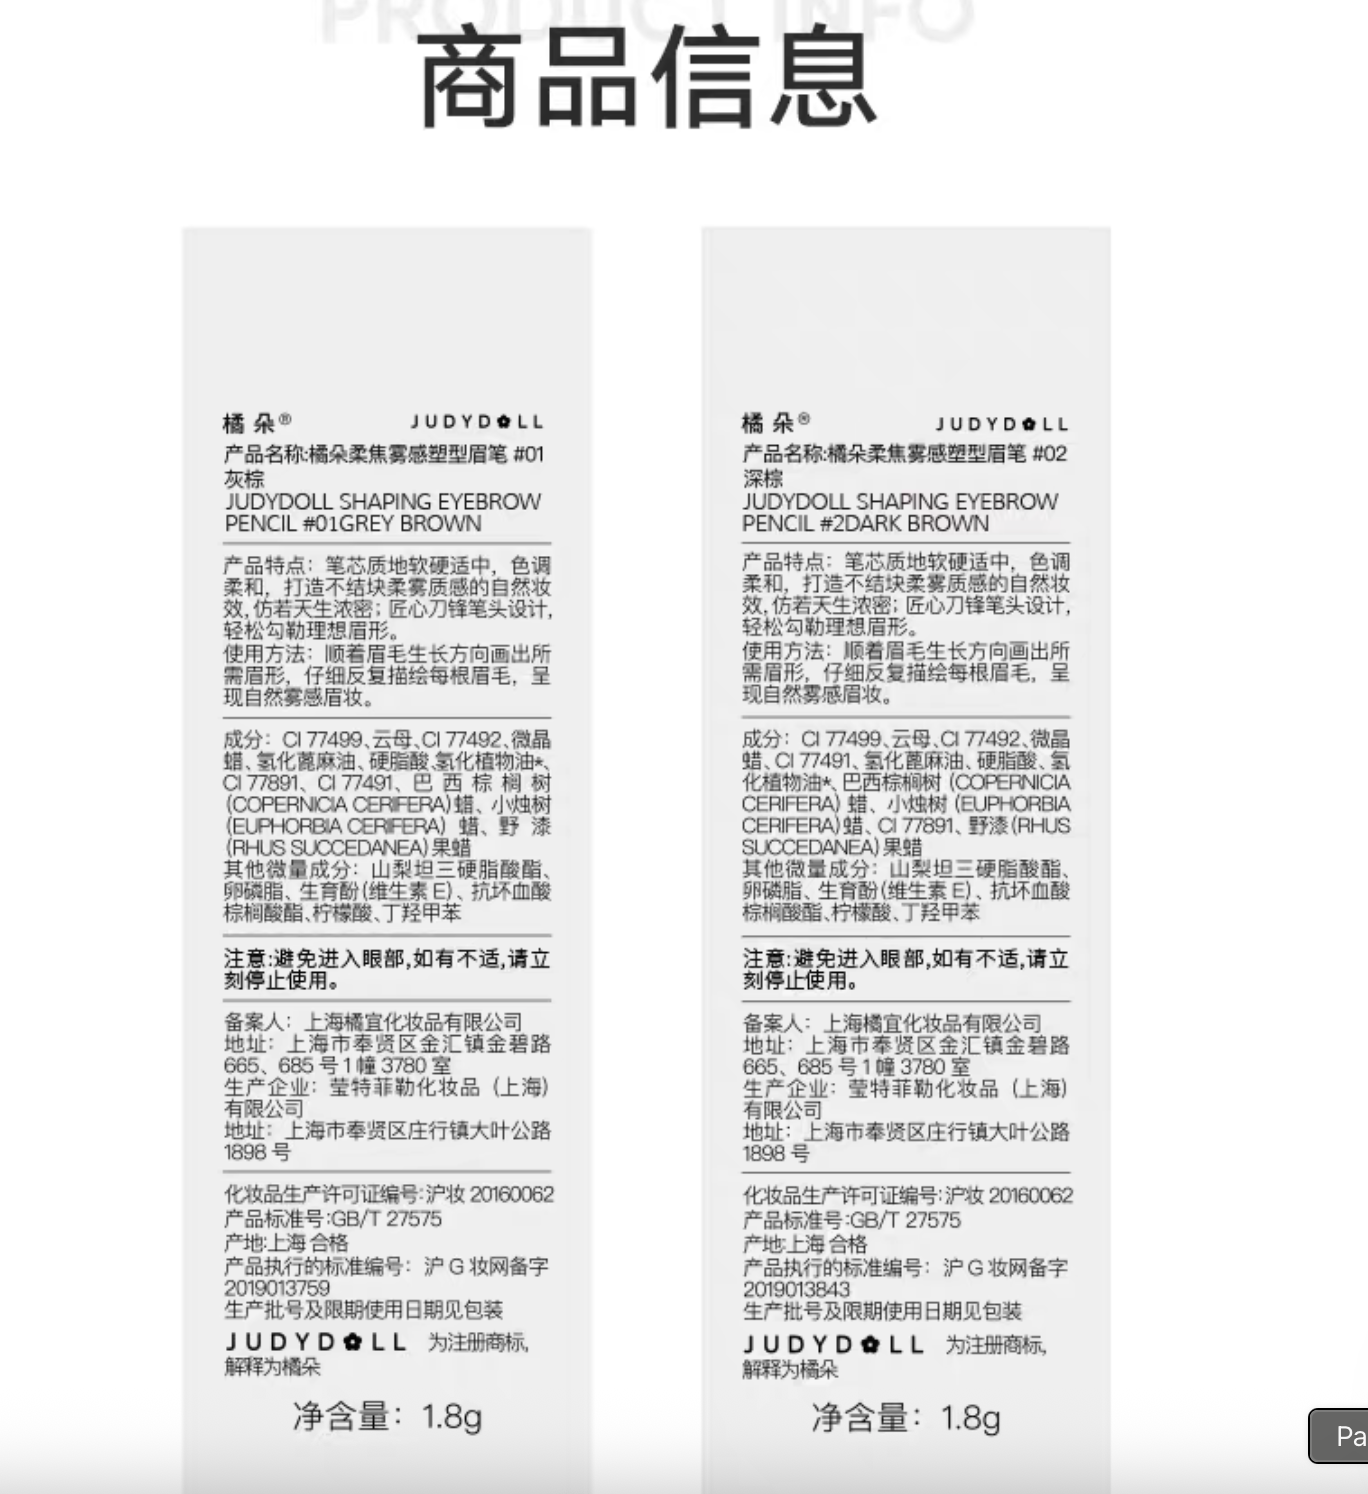 PRODUCT INFO
商品信息
橘朵®
JUDYDOLL
产品名称:橘朵柔焦雾感塑型眉笔 #01
灰棕
JUDYDOLL SHAPING EYEBROW
PENCIL #01GREY BROWN
产品特点：笔芯质地软硬适中，色调
柔和，打造不结块柔雾质感的自然妆
效,仿若天生浓密；匠心刀锋笔头设计,
轻松勾勒理想眉形。
使用方法：顺着眉毛生长方向画出所
需眉形，仔细反复描绘每根眉毛，呈
现自然雾感眉妆。
成分：CI 77499、云母、CI 77492、微晶
蜡、氢化蓖麻油、硬脂酸、氢化植物油*、
CI 77891、CI 77491、巴西棕榈树
(COPERNICIA CERIFERA)蜡、小烛树
(EUPHORBIA CERIFERA) 蜡、野漆
(RHUS SUCCEDANEA)果蜡
其他微量成分：山梨坦三硬脂酸酯、
卵磷脂、生育酚(维生素 E)、抗坏血酸
棕榈酸酯、柠檬酸、丁羟甲苯
注意:避免进入眼部,如有不适,请立
刻停止使用。
备案人：上海橘宜化妆品有限公司
地址：上海市奉贤区金汇镇金碧路
665、685 号 1 幢 3780 室
生产企业：莹特菲勒化妆品（上海）
有限公司
地址：上海市奉贤区庄行镇大叶公路
1898 号
化妆品生产许可证编号:沪妆 20160062
产品标准号:GB/T 27575
产地:上海 合格
产品执行的标准编号：沪 G 妆网备字
2019013759
生产批号及限期使用日期见包装
JUDYDOLL 为注册商标,
解释为橘朵
净含量：1.8g
橘朵®
JUDYDOLL
产品名称:橘朵柔焦雾感塑型眉笔 #02
深棕
JUDYDOLL SHAPING EYEBROW
PENCIL #2DARK BROWN
产品特点：笔芯质地软硬适中，色调
柔和，打造不结块柔雾质感的自然妆
效,仿若天生浓密；匠心刀锋笔头设计,
轻松勾勒理想眉形。
使用方法：顺着眉毛生长方向画出所
需眉形，仔细反复描绘每根眉毛，呈
现自然雾感眉妆。
成分：CI 77499、云母、CI 77492、微晶
蜡、CI 77491、氢化蓖麻油、硬脂酸、氢
化植物油*、巴西棕榈树 (COPERNICIA
CERIFERA) 蜡、小烛树 (EUPHORBIA
CERIFERA)蜡、CI 77891、野漆(RHUS
SUCCEDANEA)果蜡
其他微量成分：山梨坦三硬脂酸酯、
卵磷脂、生育酚(维生素 E)、抗坏血酸
棕榈酸酯、柠檬酸、丁羟甲苯
注意:避免进入眼部,如有不适,请立
刻停止使用。
备案人：上海橘宜化妆品有限公司
地址：上海市奉贤区金汇镇金碧路
665、685 号 1 幢 3780 室
生产企业：莹特菲勒化妆品（上海）
有限公司
地址：上海市奉贤区庄行镇大叶公路
1898 号
化妆品生产许可证编号:沪妆 20160062
产品标准号:GB/T 27575
产地:上海 合格
产品执行的标准编号：沪 G 妆网备字
2019013843
生产批号及限期使用日期见包装
JUDYDOLL 为注册商标,
解释为橘朵
净含量：1.8g
Pa